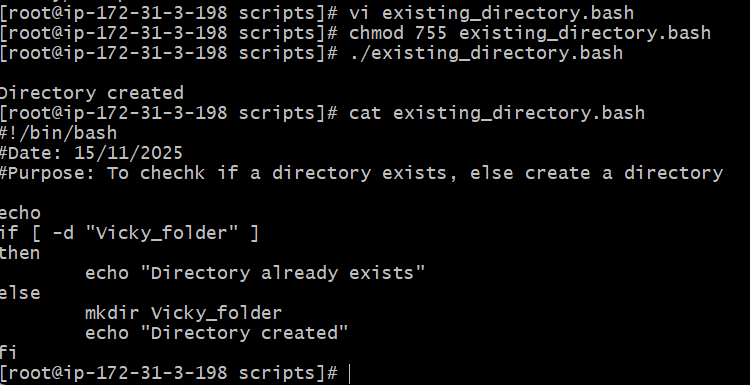 [root@ip-172-31-3-198 scripts]# vi existing_directory.bash
[root@ip-172-31-3-198 scripts]# chmod 755 existing_directory.bash
[root@ip-172-31-3-198 scripts]# ./existing_directory.bash

Directory created
[root@ip-172-31-3-198 scripts]# cat existing_directory.bash
#!/bin/bash
#Date: 15/11/2025
#Purpose: To chechk if a directory exists, else create a directory

echo
if [ -d "Vicky_folder" ]
then
        echo "Directory already exists"
else
        mkdir Vicky_folder
        echo "Directory created"
fi
[root@ip-172-31-3-198 scripts]#